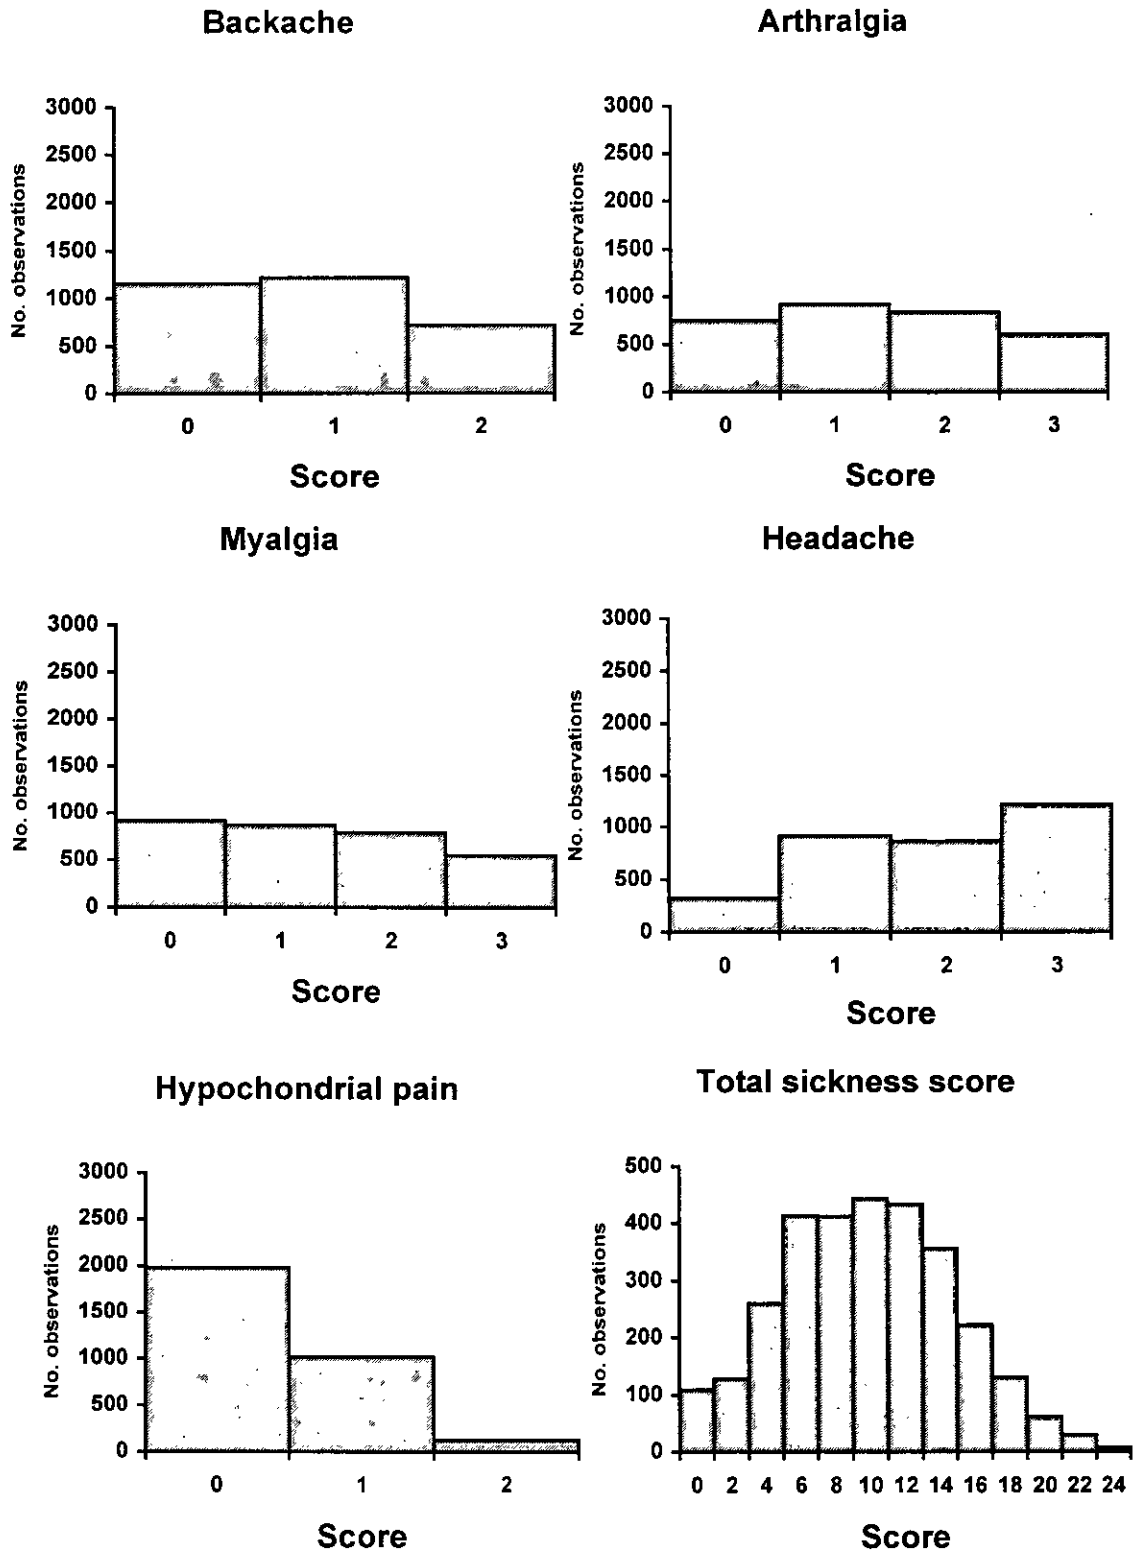 Backache
3000
2500
2000
1500
1000
500
0
No. observations
0 1 2
Score
Arthralgia
3000
2500
2000
1500
1000
500
0
No. observations
0 1 2 3
Score
Myalgia
3000
2500
2000
1500
1000
500
0
No. observations
0 1 2 3
Score
Headache
3000
2500
2000
1500
1000
500
0
No. observations
0 1 2 3
Score
Hypochondrial pain
3000
2500
2000
1500
1000
500
0
No. observations
0 1 2
Score
Total sickness score
500
400
300
200
100
0
No. observations
0 2 4 6 8 10 12 14 16 18 20 22 24
Score